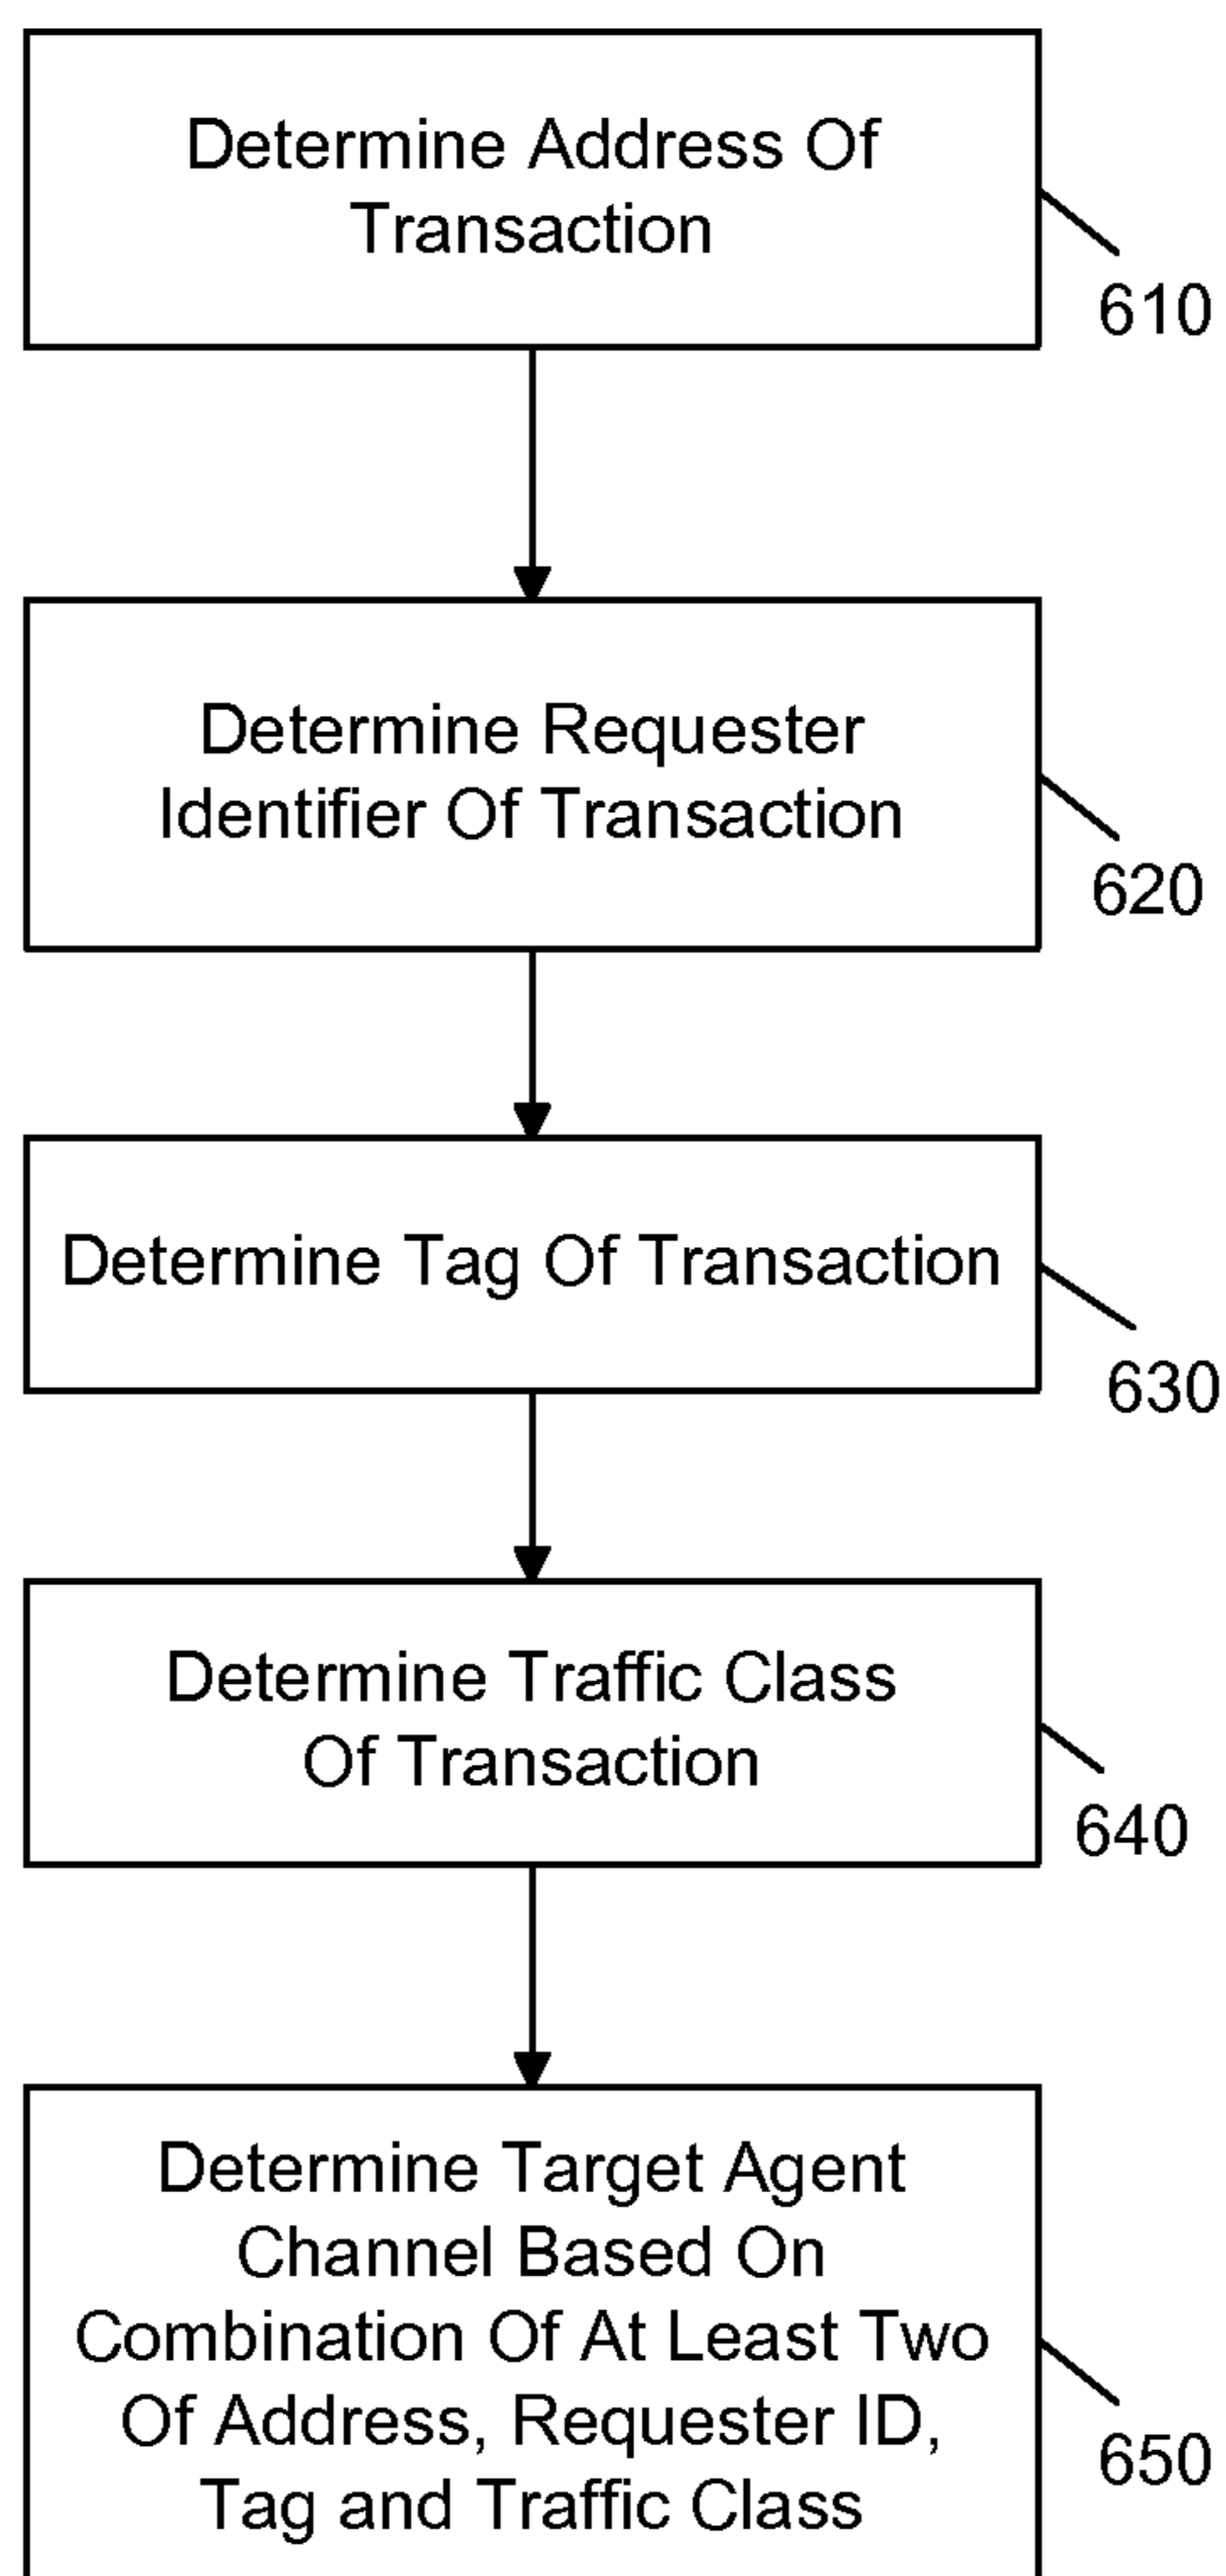 Determine Address Of
Transaction
610
Determine Requester
Identifier Of Transaction
620
Determine Tag Of Transaction
630
Determine Traffic Class
Of Transaction
640
Determine Target Agent
Channel Based On
Combination Of At Least Two
Of Address, Requester ID,
Tag and Traffic Class
650